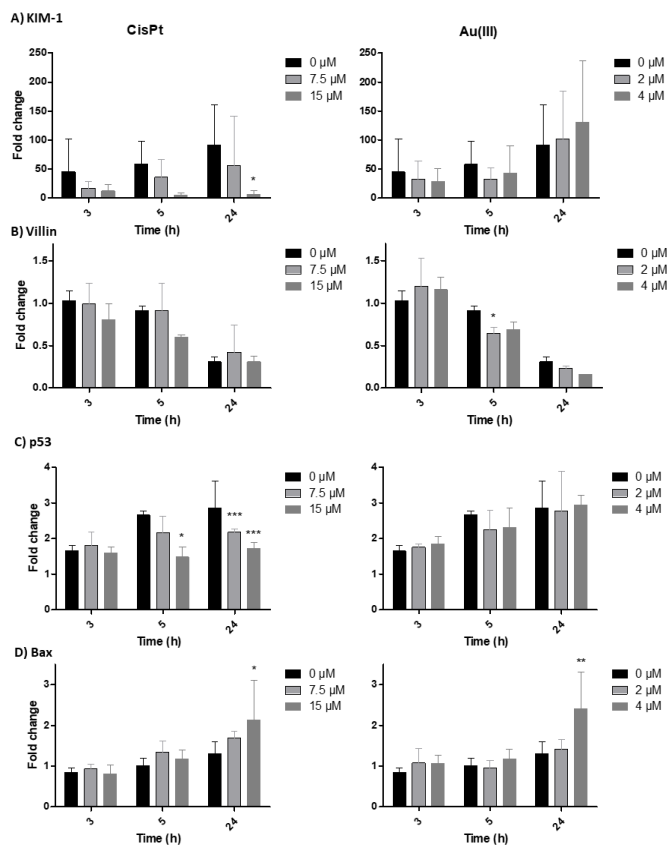 A) KIM-1
CisPt
Au(III)
Fold change
250
200
150
100
50
0
3
5
24
Time (h)
*
0 µM
7.5 µM
15 µM
250
200
150
100
50
0
3
5
24
Time (h)
0 µM
2 µM
4 µM
B) Villin
Fold change
1.5
1.0
0.5
0.0
3
5
24
Time (h)
0 µM
7.5 µM
15 µM
1.5
1.0
0.5
0.0
*
3
5
24
Time (h)
0 µM
2 µM
4 µM
C) p53
Fold change
4
3
2
1
0
*
***
***
3
5
24
Time (h)
0 µM
7.5 µM
15 µM
4
3
2
1
0
3
5
24
Time (h)
0 µM
2 µM
4 µM
D) Bax
Fold change
3
2
1
0
*
3
5
24
Time (h)
0 µM
7.5 µM
15 µM
3
2
1
0
**
3
5
24
Time (h)
0 µM
2 µM
4 µM